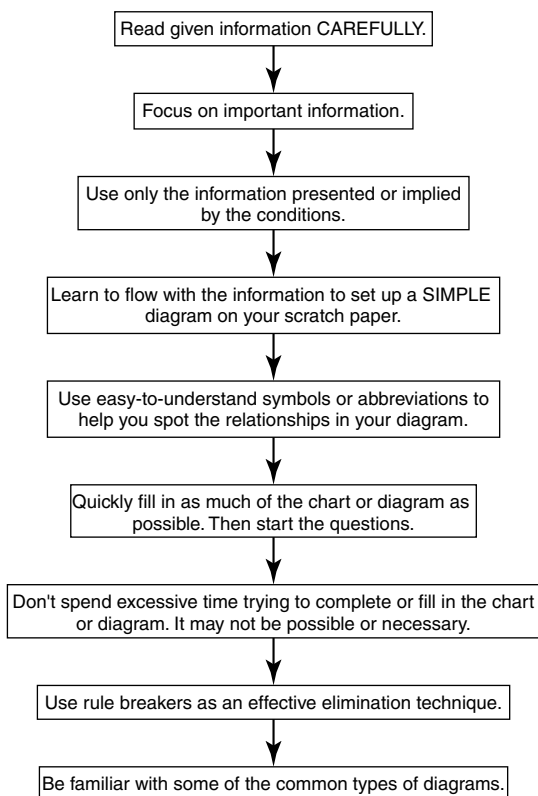 Read given information CAREFULLY.
Focus on important information.
Use only the information presented or implied
by the conditions.
Learn to flow with the information to set up a SIMPLE
diagram on your scratch paper.
Use easy-to-understand symbols or abbreviations to
help you spot the relationships in your diagram.
Quickly fill in as much of the chart or diagram as
possible. Then start the questions.
Don't spend excessive time trying to complete or fill in the chart
or diagram. It may not be possible or necessary.
Use rule breakers as an effective elimination technique.
Be familiar with some of the common types of diagrams.